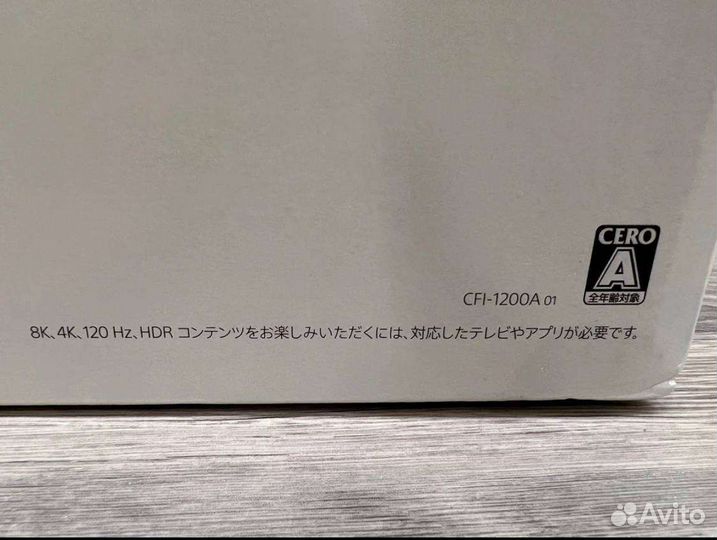 CERO
A
全年齢対象
CFI-1200A 01
8K、4K、120 Hz、HDR コンテンツをお楽しみいただくには、対応したテレビやアプリが必要です。
Avito